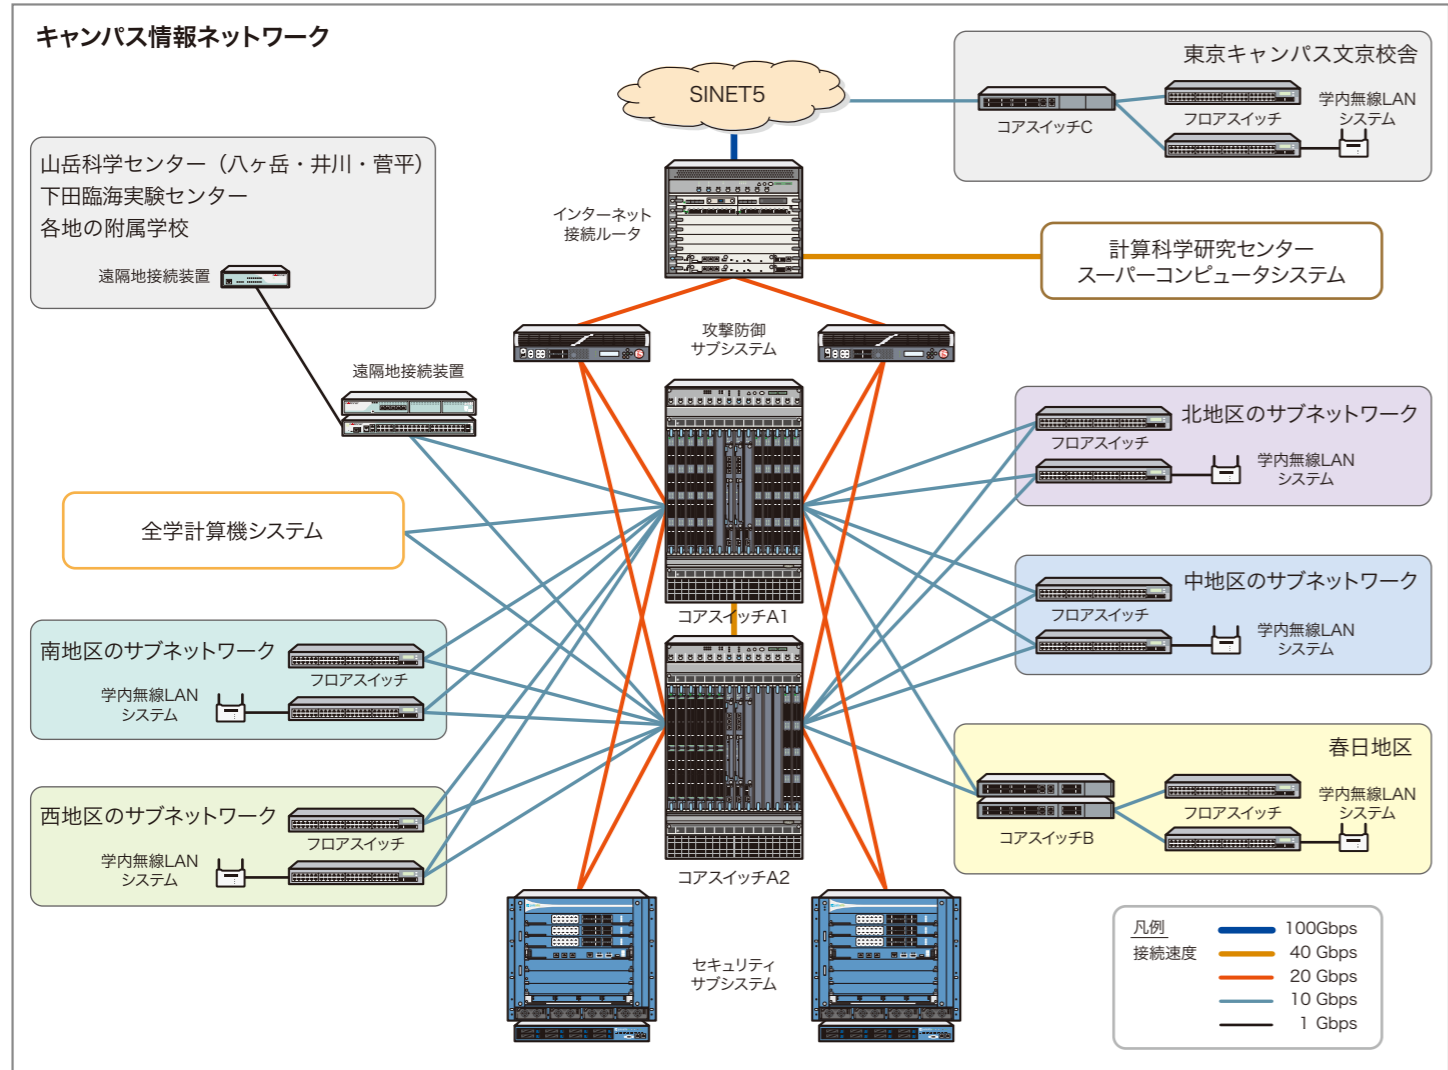 キャンパス情報ネットワーク
SINET5
東京キャンパス文京校舎
コアスイッチC
フロアスイッチ
学内無線LAN
システム
山岳科学センター（八ヶ岳・井川・菅平）
下田臨海実験センター
各地の附属学校
遠隔地接続装置
インターネット
接続ルータ
計算科学研究センター
スーパーコンピュータシステム
攻撃防御
サブシステム
遠隔地接続装置
北地区のサブネットワーク
フロアスイッチ
学内無線LAN
システム
全学計算機システム
中地区のサブネットワーク
フロアスイッチ
学内無線LAN
システム
コアスイッチA1
南地区のサブネットワーク
フロアスイッチ
学内無線LAN
システム
春日地区
コアスイッチB
フロアスイッチ
学内無線LAN
システム
西地区のサブネットワーク
フロアスイッチ
学内無線LAN
システム
コアスイッチA2
セキュリティ
サブシステム
凡例
接続速度
100Gbps
40 Gbps
20 Gbps
10 Gbps
1 Gbps